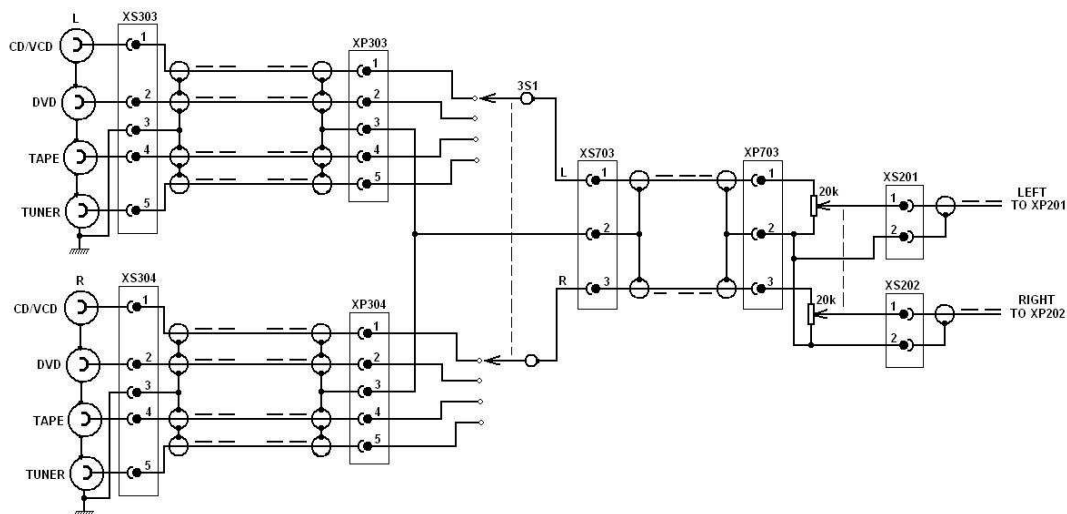 L
XS303
CD/VCD
1
XP303
1
DVD
2
2
3
3
TAPE
4
4
TUNER
5
5
3S1
XS703
XP703
L
1
1
20k
XS201
1
LEFT
TO XP201
2
2
2
R
3
3
20k
XS202
1
RIGHT
TO XP202
2
R
XS304
CD/VCD
1
XP304
1
DVD
2
2
3
3
TAPE
4
4
TUNER
5
5